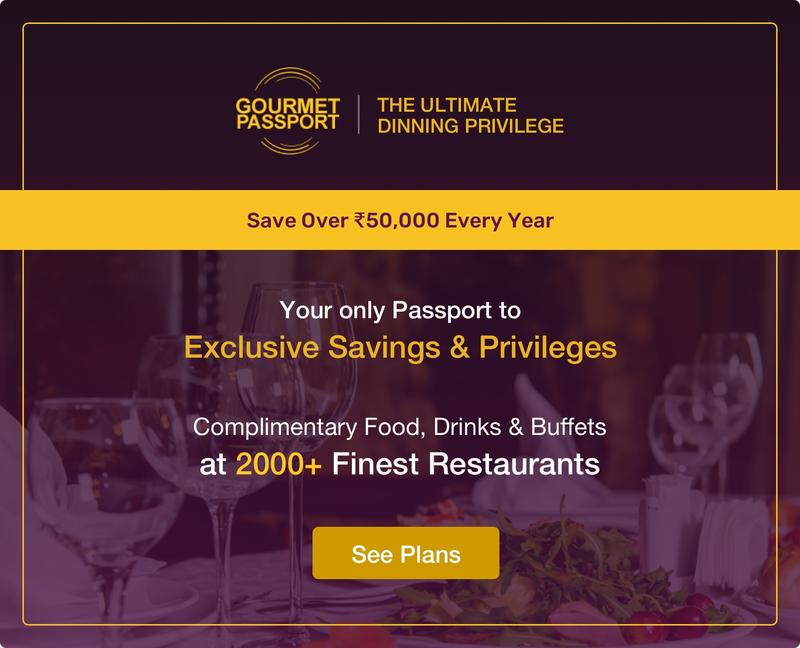 GOURMET
PASSPORT
THE ULTIMATE
DINNING PRIVILEGE
Save Over ₹50,000 Every Year
Your only Passport to
Exclusive Savings & Privileges
Complimentary Food, Drinks & Buffets
at 2000+ Finest Restaurants
See Plans